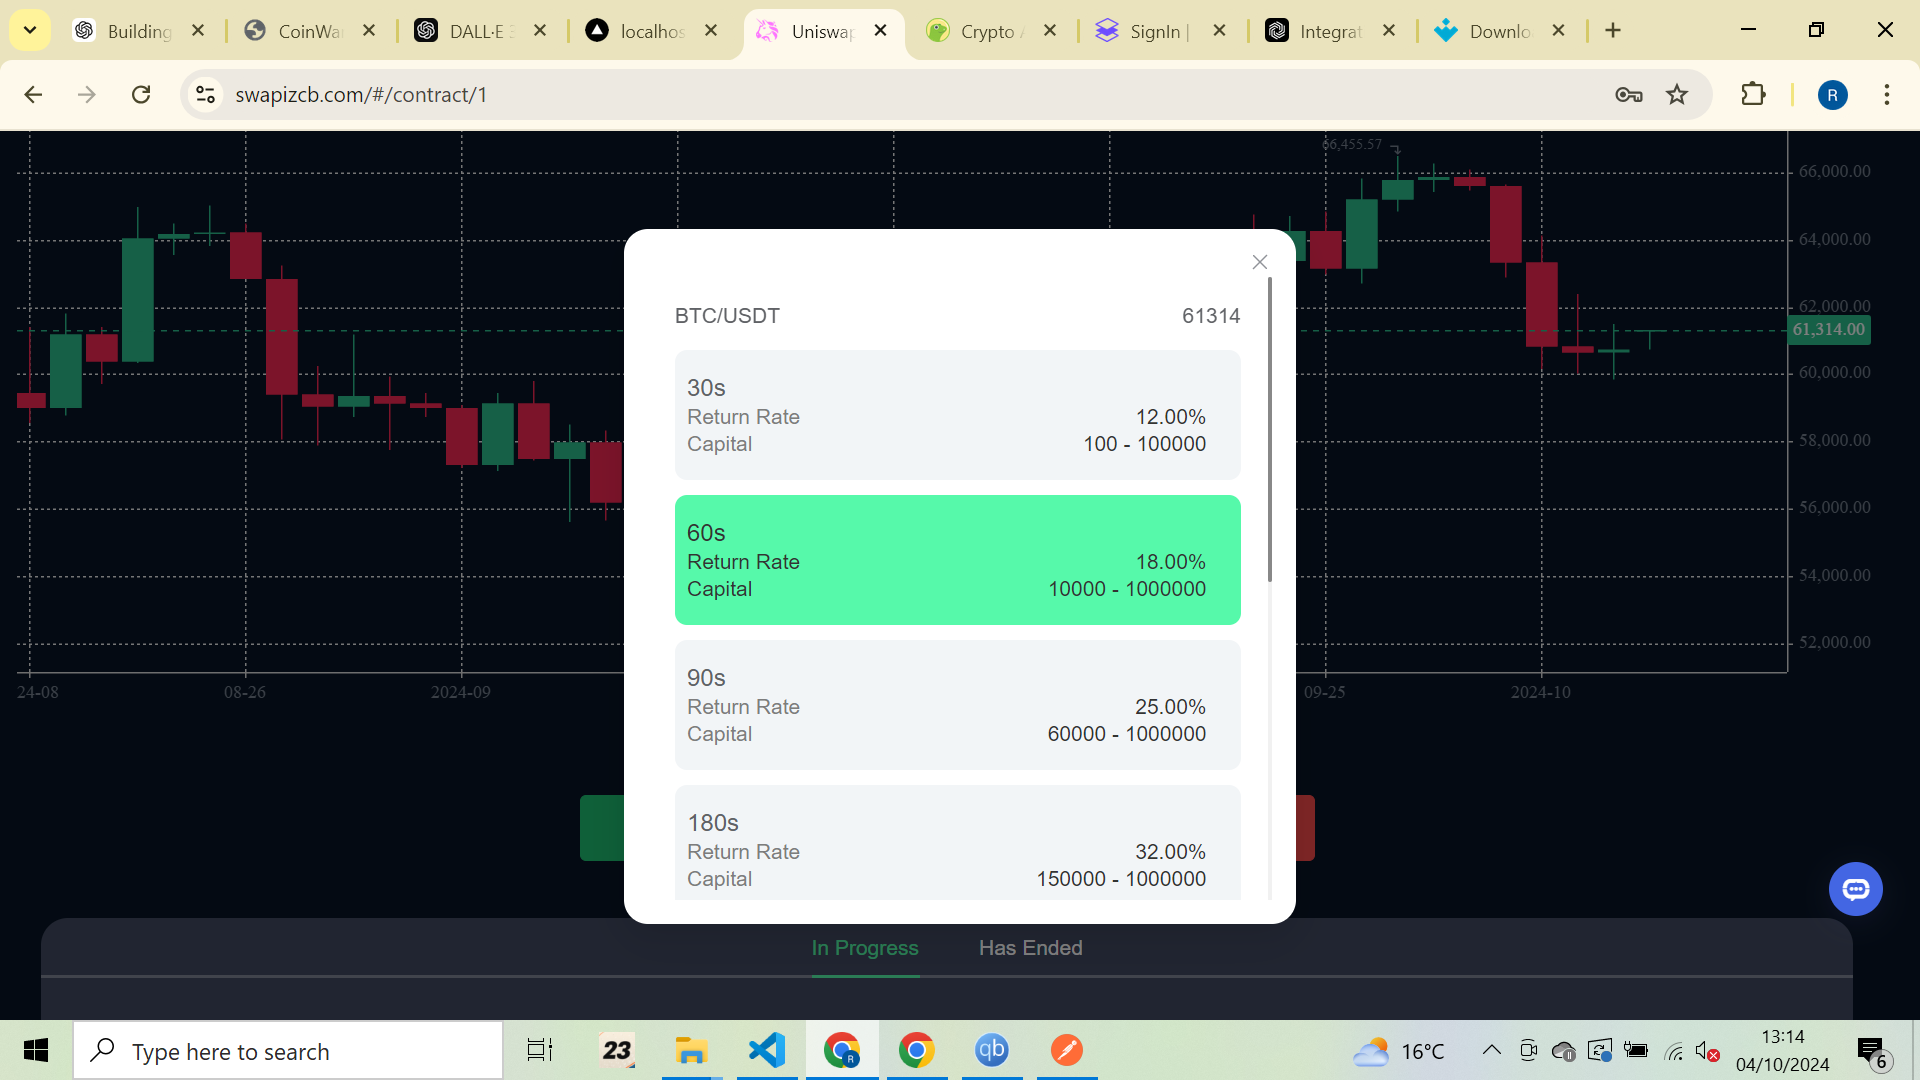 Building
CoinWa
DALL·E 3
localhos
Uniswap
Crypto A
SignIn |
Integrat
Downlo
swapizcb.com/#/contract/1
R
66,455.57
66,000.00
64,000.00
62,000.00
61,314.00
60,000.00
58,000.00
56,000.00
54,000.00
52,000.00
24-08
08-26
2024-09
09-25
2024-10
BTC/USDT 61314
30s
Return Rate 12.00%
Capital 100 - 100000
60s
Return Rate 18.00%
Capital 10000 - 1000000
90s
Return Rate 25.00%
Capital 60000 - 1000000
180s
Return Rate 32.00%
Capital 150000 - 1000000
In Progress Has Ended
Type here to search
23
R
qb
16°C
13:14
04/10/2024
6